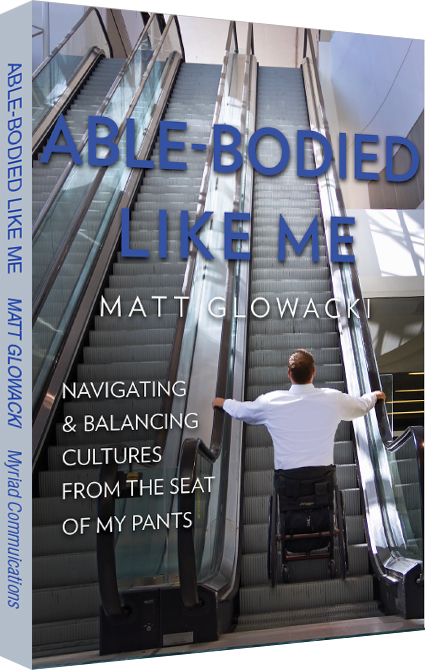 ABLE-BODIED
LIKE ME
MATT GLOWACKI
NAVIGATING
& BALANCING
CULTURES
FROM THE SEAT
OF MY PANTS
ABLE-BODIED LIKE ME MATT GLOWACKI Myriad Commuications